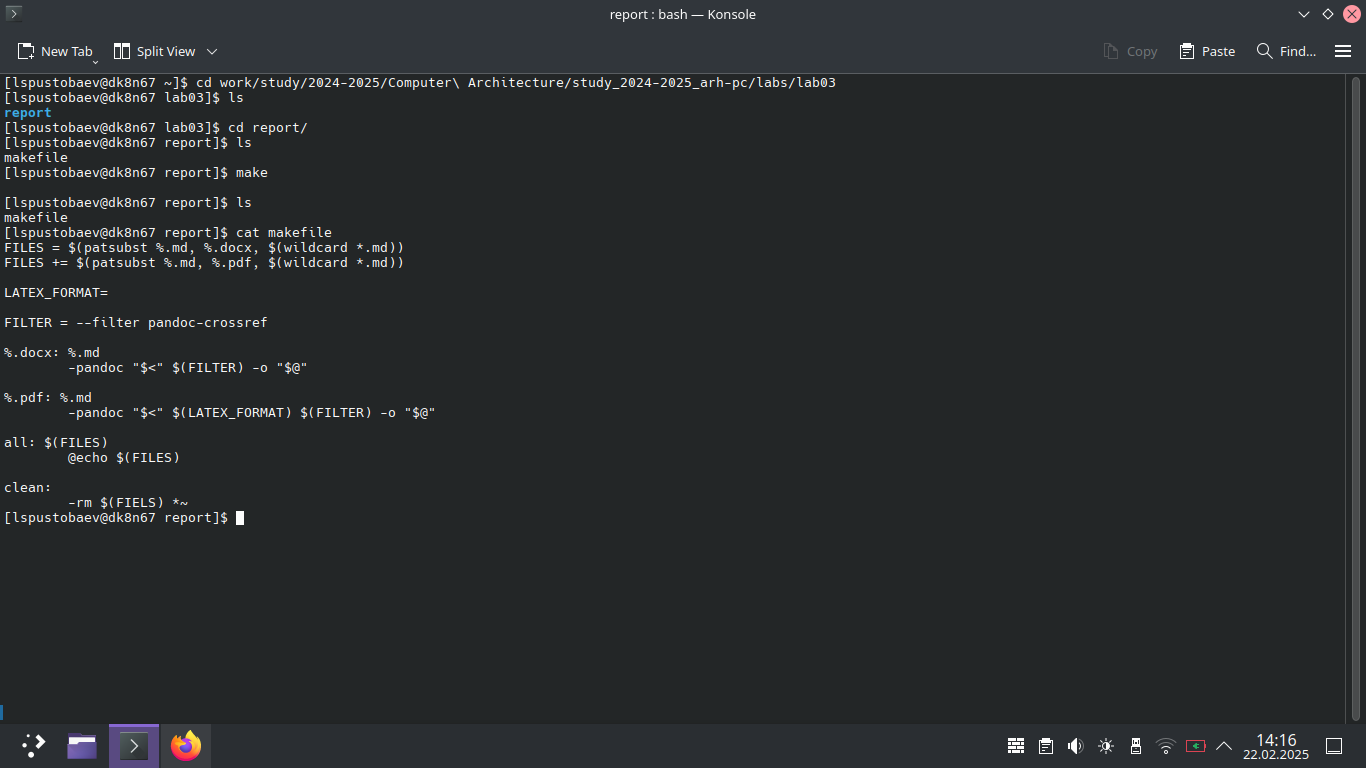 report : bash — Konsole
New Tab
Split View
Copy
Paste
Find...
[lspustobaev@dk8n67 ~]$ cd work/study/2024-2025/Computer\ Architecture/study_2024-2025_arh-pc/labs/lab03
[lspustobaev@dk8n67 lab03]$ ls
report
[lspustobaev@dk8n67 lab03]$ cd report/
[lspustobaev@dk8n67 report]$ ls
makefile
[lspustobaev@dk8n67 report]$ make
[lspustobaev@dk8n67 report]$ ls
makefile
[lspustobaev@dk8n67 report]$ cat makefile
FILES = $(patsubst %.md, %.docx, $(wildcard *.md))
FILES += $(patsubst %.md, %.pdf, $(wildcard *.md))
LATEX_FORMAT=
FILTER = --filter pandoc-crossref
%.docx: %.md
        -pandoc "$<" $(FILTER) -o "$@"
%.pdf: %.md
        -pandoc "$<" $(LATEX_FORMAT) $(FILTER) -o "$@"
all: $(FILES)
        @echo $(FILES)
clean:
        -rm $(FIELS) *~
[lspustobaev@dk8n67 report]$
14:16
22.02.2025